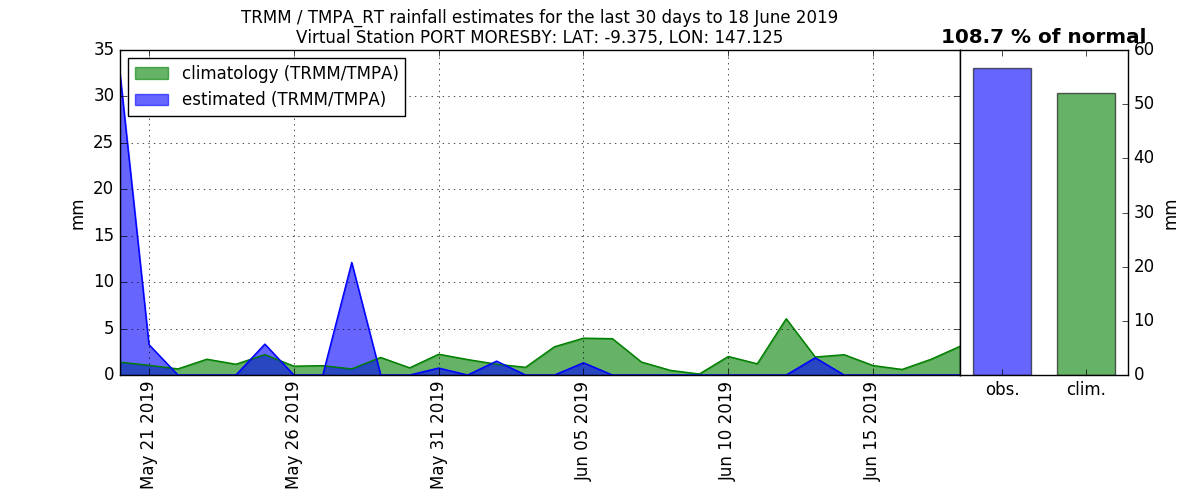 TRMM / TMPA_RT rainfall estimates for the last 30 days to 18 June 2019
Virtual Station PORT MORESBY: LAT: -9.375, LON: 147.125
108.7 % of normal
climatology (TRMM/TMPA)
estimated (TRMM/TMPA)
35
30
25
20
15
10
5
0
mm
May 21 2019
May 26 2019
May 31 2019
Jun 05 2019
Jun 10 2019
Jun 15 2019
60
50
40
30
20
10
0
mm
obs.
clim.